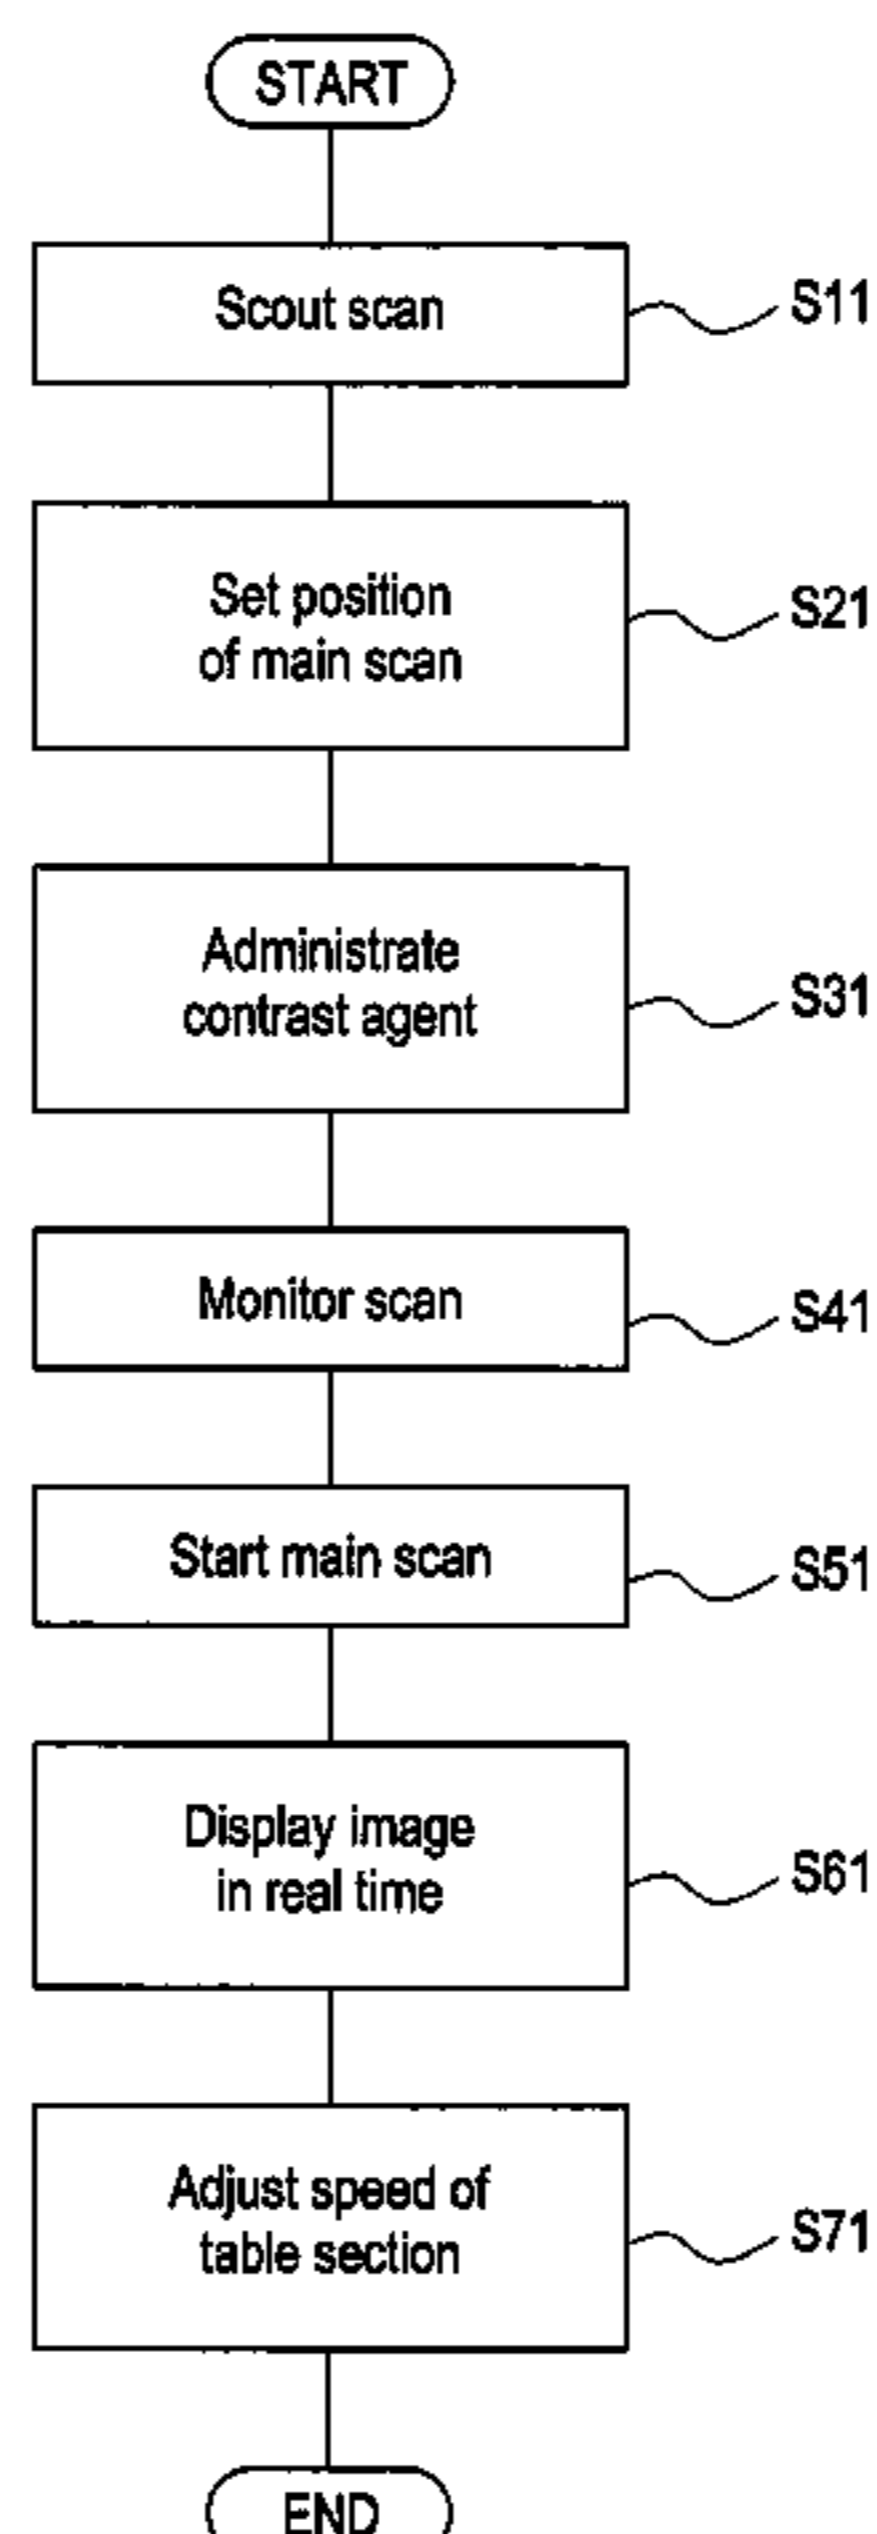 START
Scout scan
S11
Set position
of main scan
S21
Administrate
contrast agent
S31
Monitor scan
S41
Start main scan
S51
Display image
in real time
S61
Adjust speed of
table section
S71
END